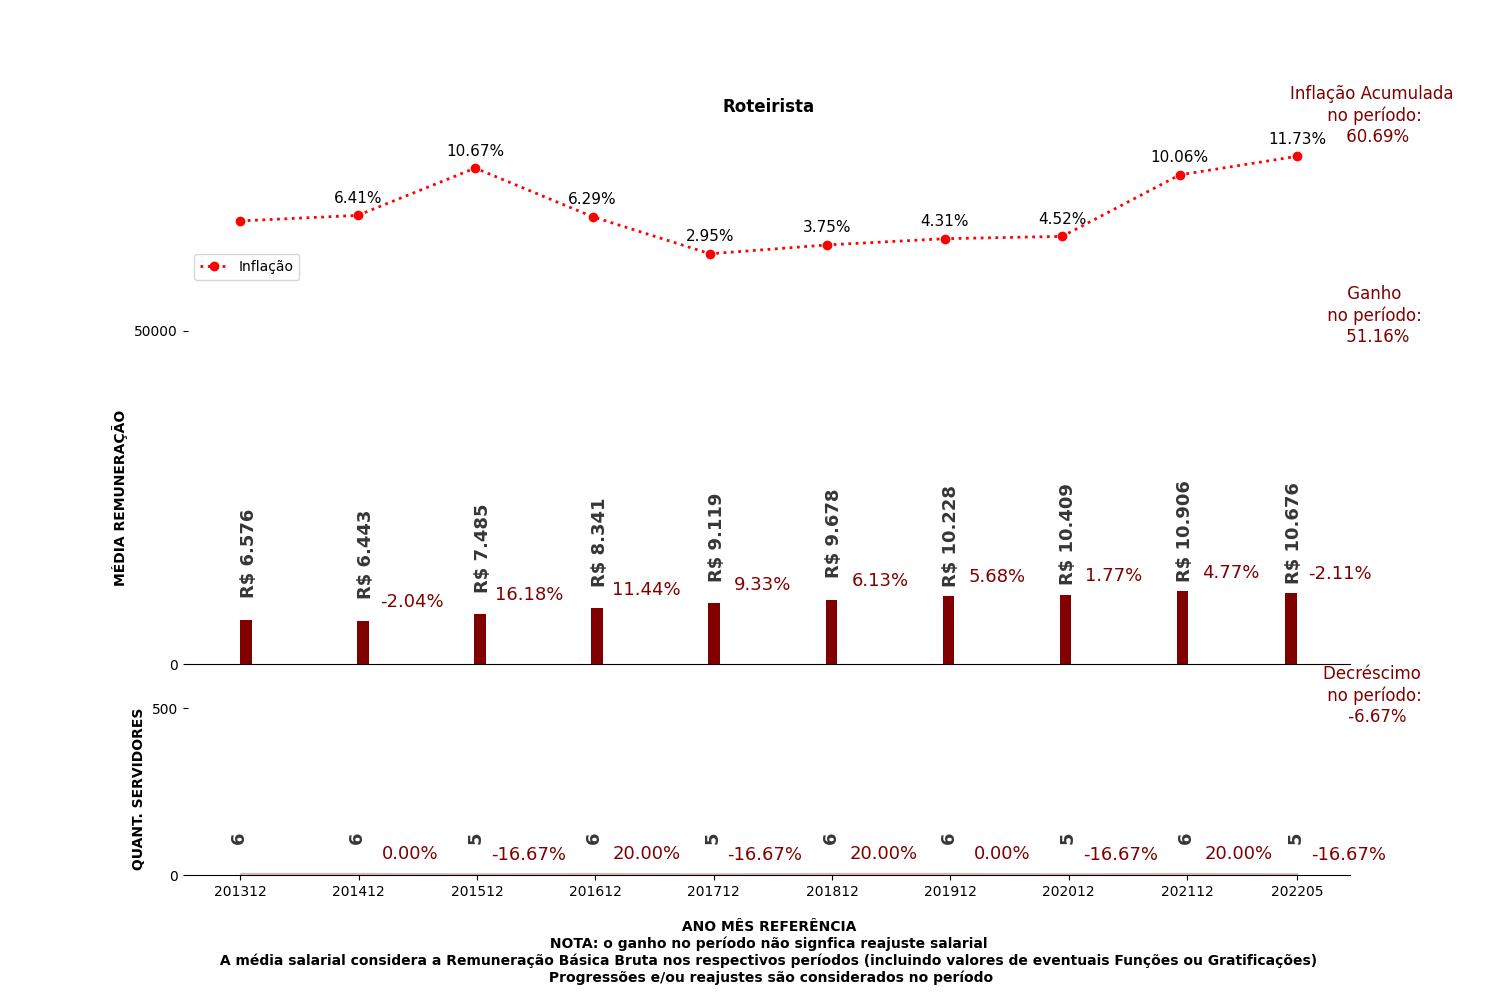 Roteirista
Inflação Acumulada
no período:
60.69%
6.41%
10.67%
6.29%
2.95%
3.75%
4.31%
4.52%
10.06%
11.73%
Inflação
Ganho
no período:
51.16%
50000
0
MÉDIA REMUNERAÇÃO
R$ 6.576
R$ 6.443
R$ 7.485
R$ 8.341
R$ 9.119
R$ 9.678
R$ 10.228
R$ 10.409
R$ 10.906
R$ 10.676
-2.04%
16.18%
11.44%
9.33%
6.13%
5.68%
1.77%
4.77%
-2.11%
Decréscimo
no período:
-6.67%
500
0
QUANT. SERVIDORES
6
6
5
6
5
6
6
5
6
5
0.00%
-16.67%
20.00%
-16.67%
20.00%
0.00%
-16.67%
20.00%
-16.67%
201312
201412
201512
201612
201712
201812
201912
202012
202112
202205
ANO MÊS REFERÊNCIA
NOTA: o ganho no período não signfica reajuste salarial
A média salarial considera a Remuneração Básica Bruta nos respectivos períodos (incluindo valores de eventuais Funções ou Gratificações)
Progressões e/ou reajustes são considerados no período